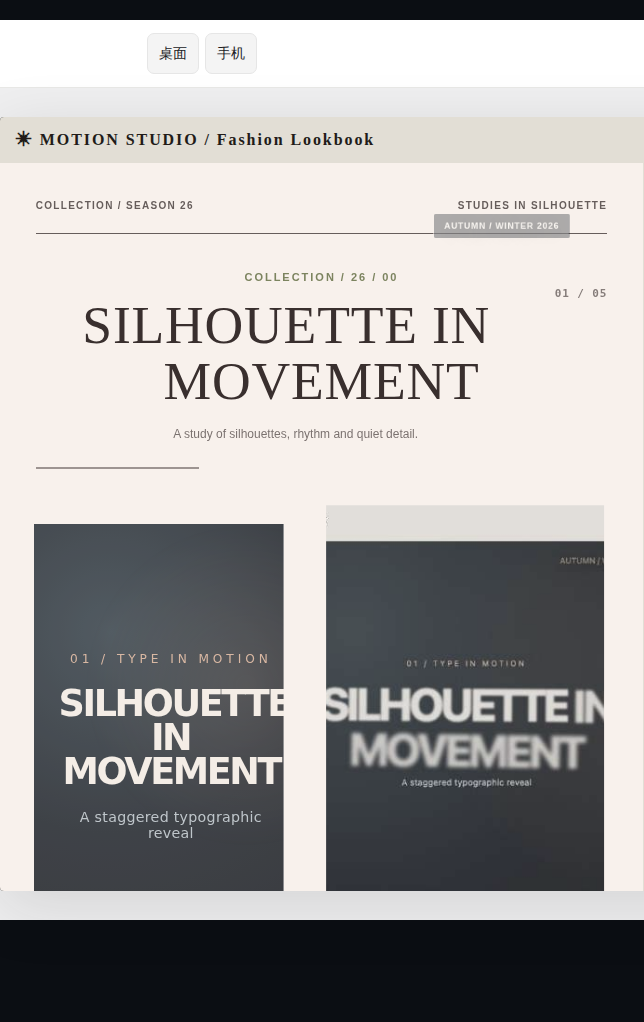 桌面 手机
✴ MOTION STUDIO / Fashion Lookbook
COLLECTION / SEASON 26
STUDIES IN SILHOUETTE
AUTUMN / WINTER 2026
COLLECTION / 26 / 00
01 / 05
SILHOUETTE IN
MOVEMENT
A study of silhouettes, rhythm and quiet detail.
01 / TYPE IN MOTION
SILHOUETTE
IN
MOVEMENT
A staggered typographic
reveal
AUTUMN /
01 / TYPE IN MOTION
SILHOUETTE IN
MOVEMENT
A staggered typographic reveal